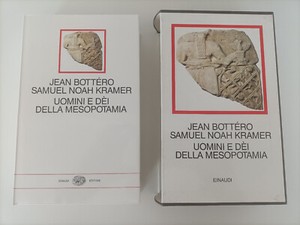 JEAN BOTTÉRO
SAMUEL NOAH KRAMER
UOMINI E DÈI
DELLA MESOPOTAMIA
JEAN BOTTÉRO
SAMUEL NOAH KRAMER
UOMINI E DÈI
DELLA MESOPOTAMIA
EINAUDI